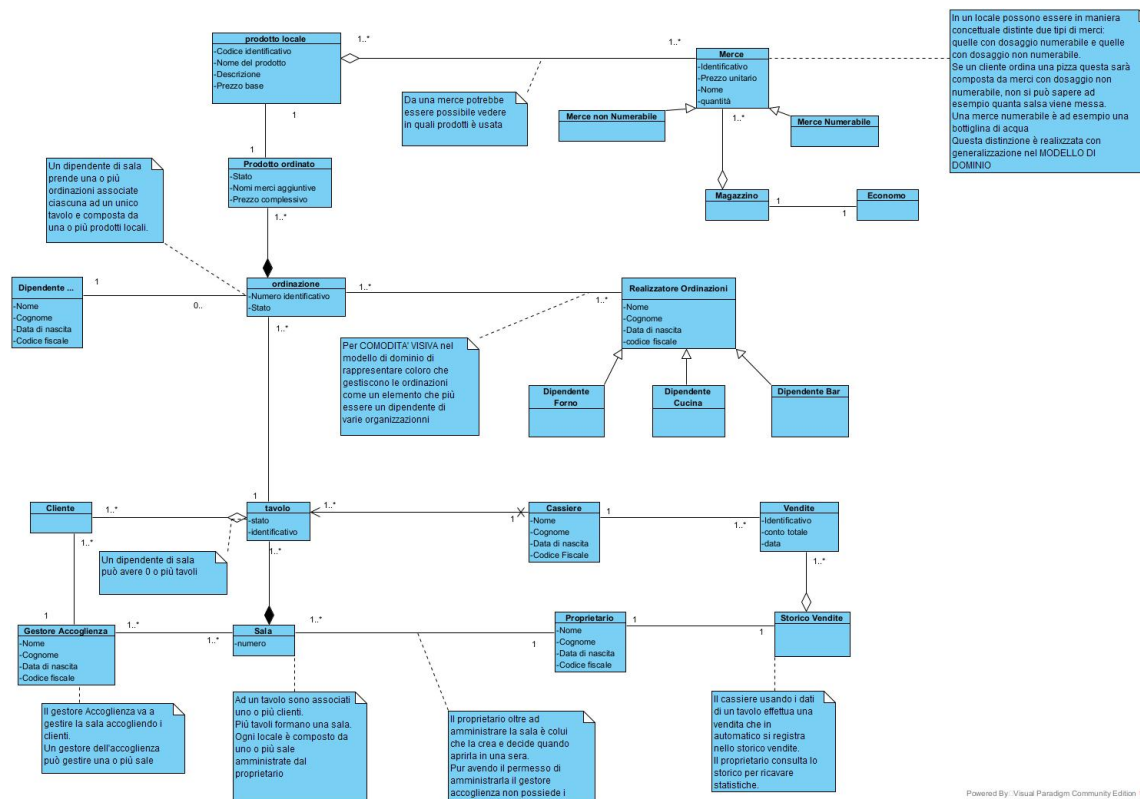 prodotto locale
-Codice identificativo
-Nome del prodotto
-Descrizione
-Prezzo base
1..*
1..*
Merce
-Identificativo
-Prezzo unitario
-Nome
-quantità
In un locale possono essere in maniera
concettuale distinte due tipi di merci:
quelle con dosaggio numerabile e quelle
con dosaggio non numerabile.
Se un cliente ordina una pizza questa sarà
composta da merci con dosaggio non
numerabile, non si può sapere ad
esempio quanta salsa viene messa.
Una merce numerabile è ad esempio una
bottiglina di acqua
Questa distinzione è realixzzata con
generalizzazione nel MODELLO DI
DOMINIO
Da una merce potrebbe
essere possibile vedere
in quali prodotti è usata
Merce non Numerabile
1..*
Merce Numerabile
1
1
Un dipendente di sala
prende una o più
ordinazioni associate
ciascuna ad un unico
tavolo e composta da
una o più prodotti locali.
Prodotto ordinato
-Stato
-Nomi merci aggiuntive
-Prezzo complessivo
1..*
Magazzino
1
1
Economo
Dipendente ...
-Nome
-Cognome
-Data di nascita
-Codice fiscale
1
0..
ordinazione
-Numero identificativo
-Stato
1..*
1..*
1..*
Realizzatore Ordinazioni
-Nome
-Cognome
-Data di nascita
-codice fiscale
Per COMODITA' VISIVA nel
modello di dominio di
rappresentare coloro che
gestiscono le ordinazioni
come un elemento che più
essere un dipendente di
varie organizzazionni
Dipendente
Forno
Dipendente
Cucina
Dipendente Bar
Cliente
1..*
1..*
1
tavolo
-stato
-identificativo
1..*
1..*
1
Cassiere
-Nome
-Cognome
-Data di nascita
-Codice Fiscale
1
1..*
Vendite
-Identificativo
-conto totale
-data
1..*
Un dipendente di sala
può avere 0 o più tavoli
1
Gestore Accoglienza
-Nome
-Cognome
-Data di nascita
-Codice fiscale
1..*
1..*
Sala
-numero
1..*
1
Proprietario
-Nome
-Cognome
-Data di nascita
-Codice fiscale
1
1
Storico Vendite
Il gestore Accoglienza va a
gestire la sala accogliendo i
clienti.
Un gestore dell'accoglienza
può gestire una o più sale
Ad un tavolo sono associati
uno o più clienti.
Più tavoli formano una sala.
Ogni locale è composto da
uno o più sale
amministrate dal
proprietario
Il proprietario oltre ad
amministrare la sala è colui
che la crea e decide quando
aprirla in una sera.
Pur avendo il permesso di
amministrarla il gestore
accoglienza non possiede i
Il cassiere usando i dati
di un tavolo effettua una
vendita che in
automatico si registra
nello storico vendite.
Il proprietario consulta lo
storico per ricavare
statistiche.
Powered By: Visual Paradigm Community Edition